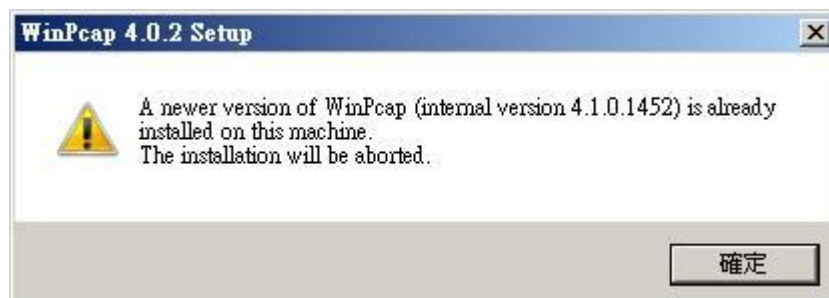 WinPcap 4.0.2 Setup
A newer version of WinPcap (internal version 4.1.0.1452) is already
installed on this machine.
The installation will be aborted.
確定